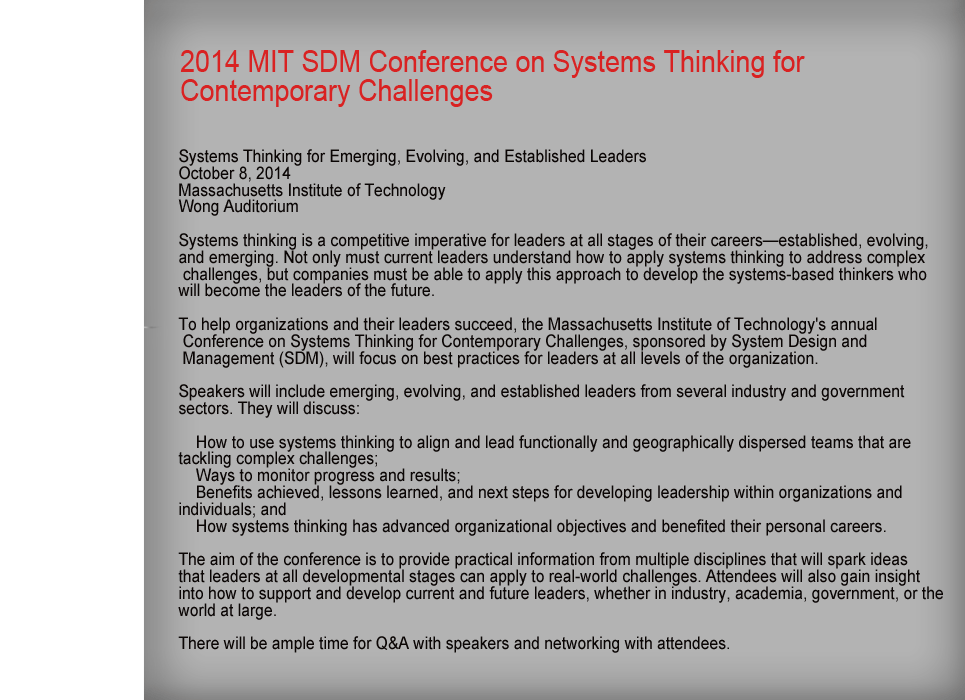 2014 MIT SDM Conference on Systems Thinking for
Contemporary Challenges
Systems Thinking for Emerging, Evolving, and Established Leaders
October 8, 2014
Massachusetts Institute of Technology
Wong Auditorium
Systems thinking is a competitive imperative for leaders at all stages of their careers—established, evolving,
and emerging. Not only must current leaders understand how to apply systems thinking to address complex
challenges, but companies must be able to apply this approach to develop the systems-based thinkers who
will become the leaders of the future.
To help organizations and their leaders succeed, the Massachusetts Institute of Technology's annual
Conference on Systems Thinking for Contemporary Challenges, sponsored by System Design and
Management (SDM), will focus on best practices for leaders at all levels of the organization.
Speakers will include emerging, evolving, and established leaders from several industry and government
sectors. They will discuss:
How to use systems thinking to align and lead functionally and geographically dispersed teams that are
tackling complex challenges;
Ways to monitor progress and results;
Benefits achieved, lessons learned, and next steps for developing leadership within organizations and
individuals; and
How systems thinking has advanced organizational objectives and benefited their personal careers.
The aim of the conference is to provide practical information from multiple disciplines that will spark ideas
that leaders at all developmental stages can apply to real-world challenges. Attendees will also gain insight
into how to support and develop current and future leaders, whether in industry, academia, government, or the
world at large.
There will be ample time for Q&A with speakers and networking with attendees.